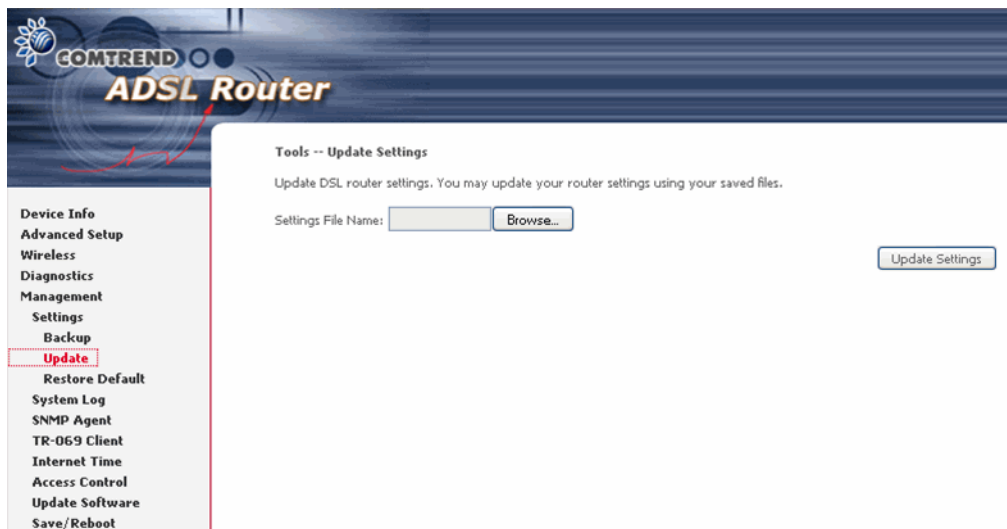 COMTREND
ADSL Router
Tools -- Update Settings
Update DSL router settings. You may update your router settings using your saved files.
Settings File Name: Browse...
Update Settings
Device Info
Advanced Setup
Wireless
Diagnostics
Management
Settings
Backup
Update
Restore Default
System Log
SNMP Agent
TR-069 Client
Internet Time
Access Control
Update Software
Save/Reboot